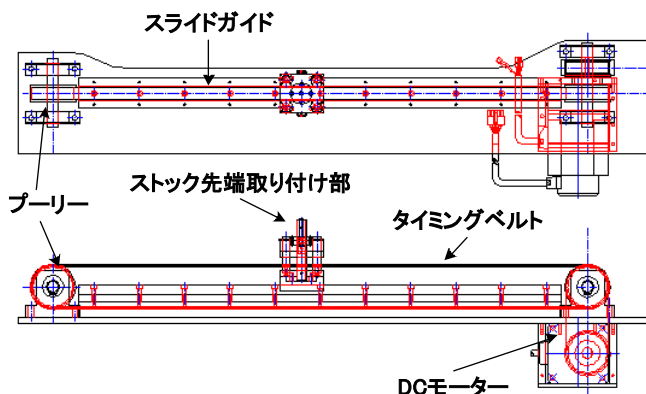 スライドガイド
ストック先端取り付け部
プーリー
タイミングベルト
DCモーター